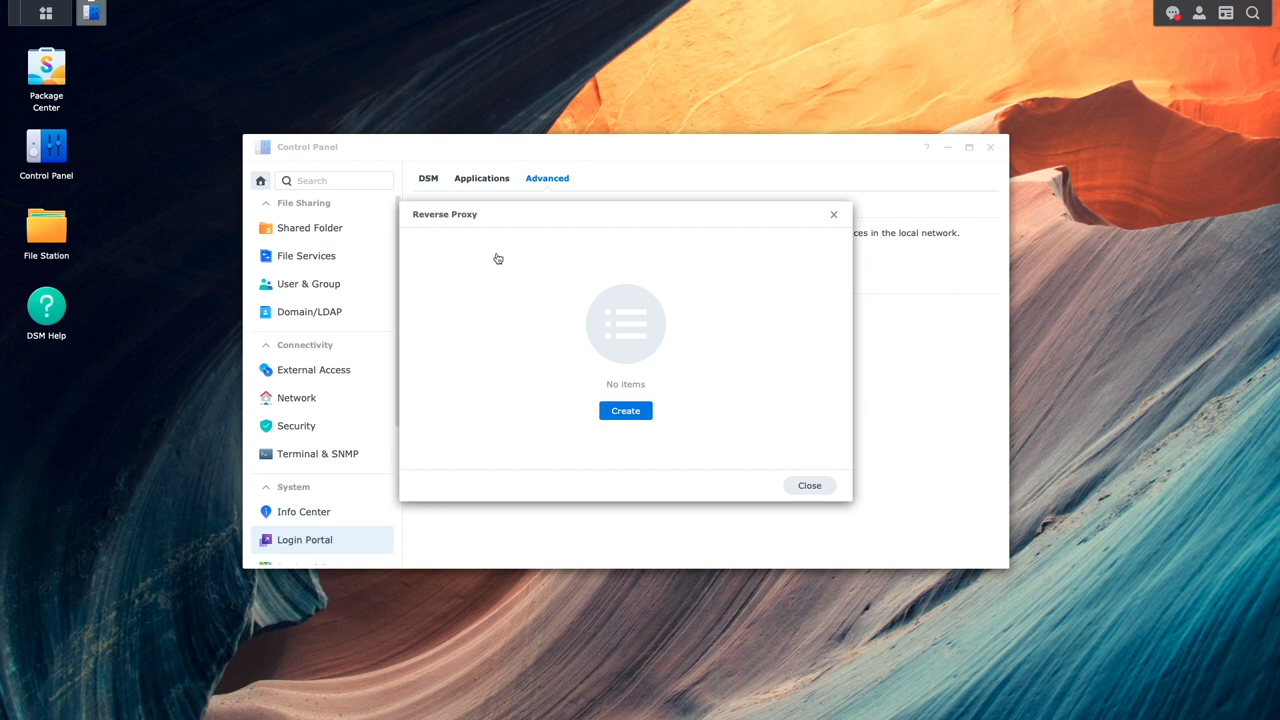 Package
Center
Control Panel
File Station
DSM Help
Control Panel
Search
File Sharing
Shared Folder
File Services
User & Group
Domain/LDAP
Connectivity
External Access
Network
Security
Terminal & SNMP
System
Info Center
Login Portal
DSM
Applications
Advanced
ces in the local network.
Reverse Proxy
No items
Create
Close